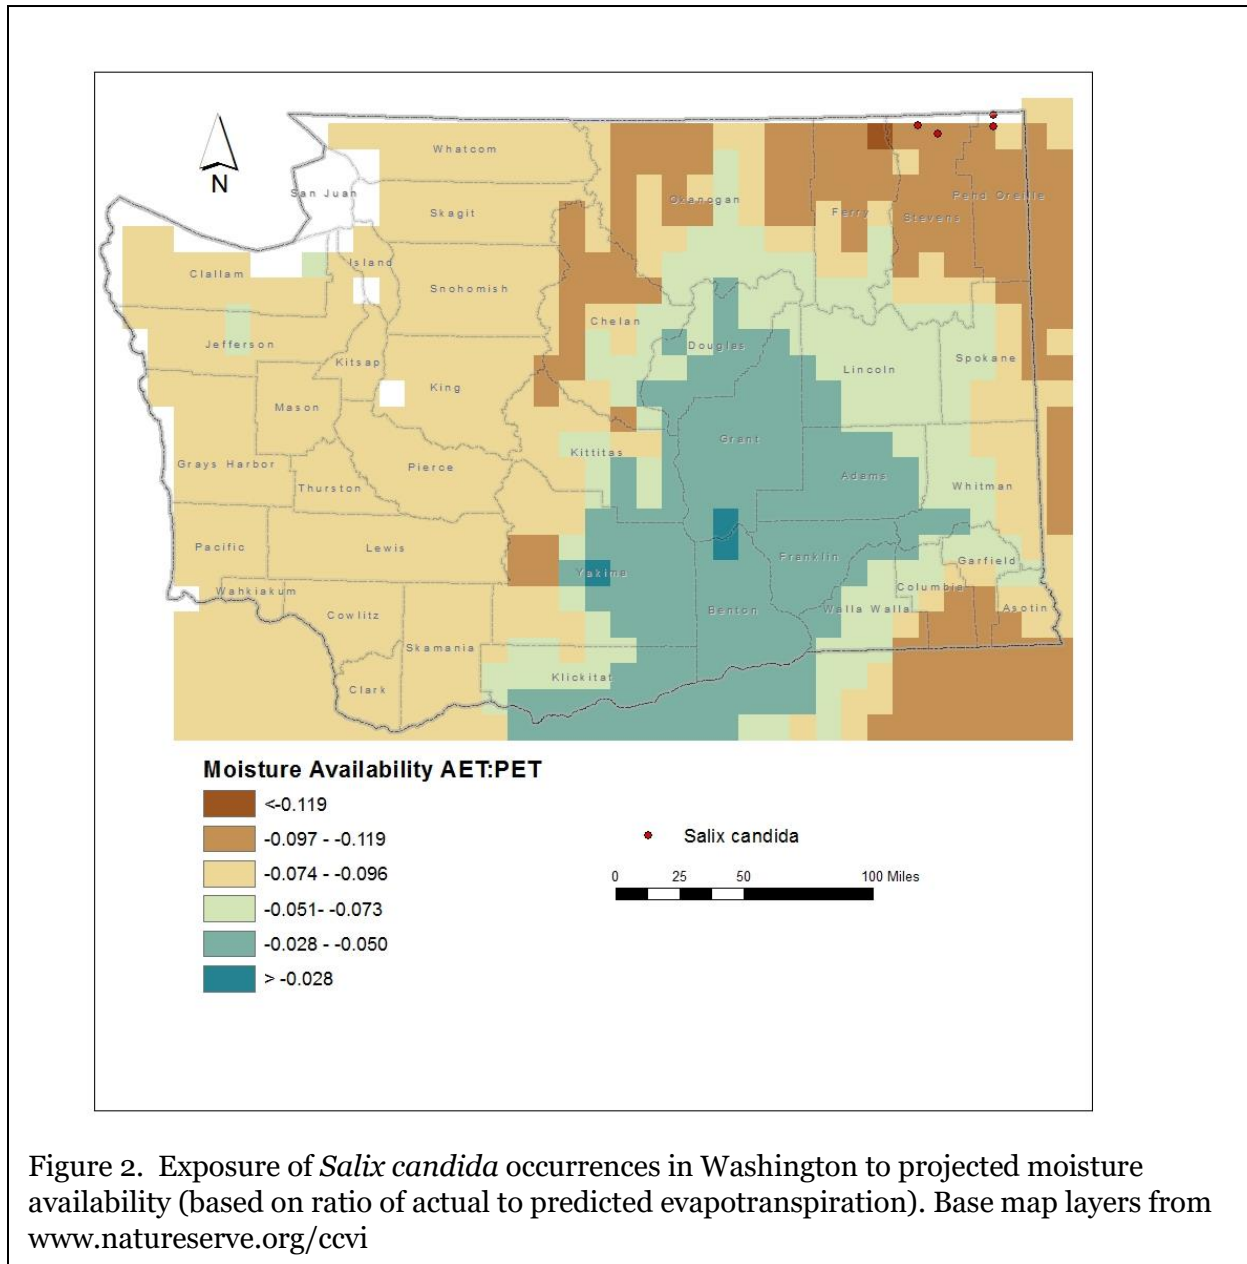 N
Whatcom
San Juan
Okanogan
Pend Oreille
Skagit
Ferry
Stevens
Clallam
Island
Snohomish
Chelan
Jefferson
Douglas
Spokane
Kitsap
Lincoln
King
Mason
Grant
Kittitas
Grays Harbor
Pierce
Adams
Thurston
Whitman
Pacific
Lewis
Franklin
Garfield
Yakima
Wahkiakum
Columbia
Cowlitz
Benton
Walla Walla
Asotin
Skamania
Klickitat
Clark
Moisture Availability AET:PET
<-0.119
-0.097 - -0.119
-0.074 - -0.096
-0.051- -0.073
-0.028 - -0.050
> -0.028
Salix candida
0 25 50 100 Miles
Figure 2. Exposure of Salix candida occurrences in Washington to projected moisture
availability (based on ratio of actual to predicted evapotranspiration). Base map layers from
www.natureserve.org/ccvi